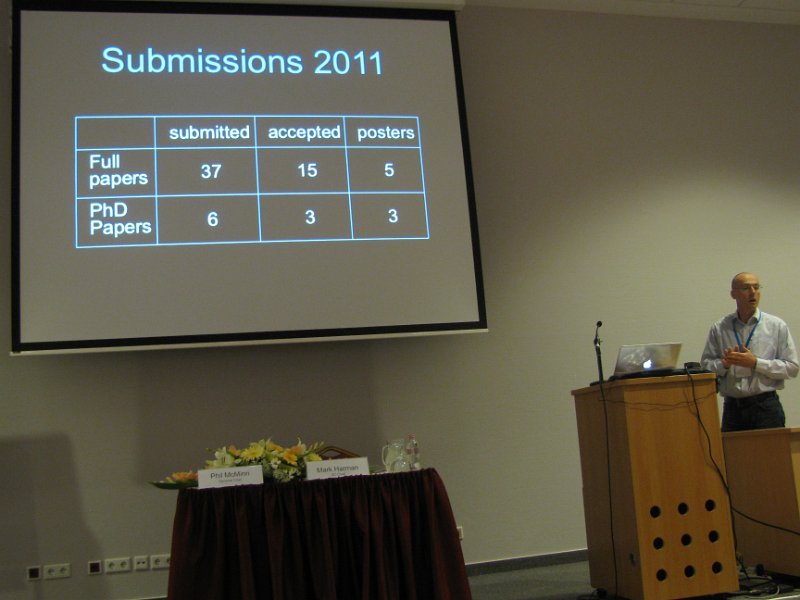 Submissions 2011
submitted accepted posters
Full papers 37 15 5
PhD Papers 6 3 3
Phil McMinn
Mark Harman